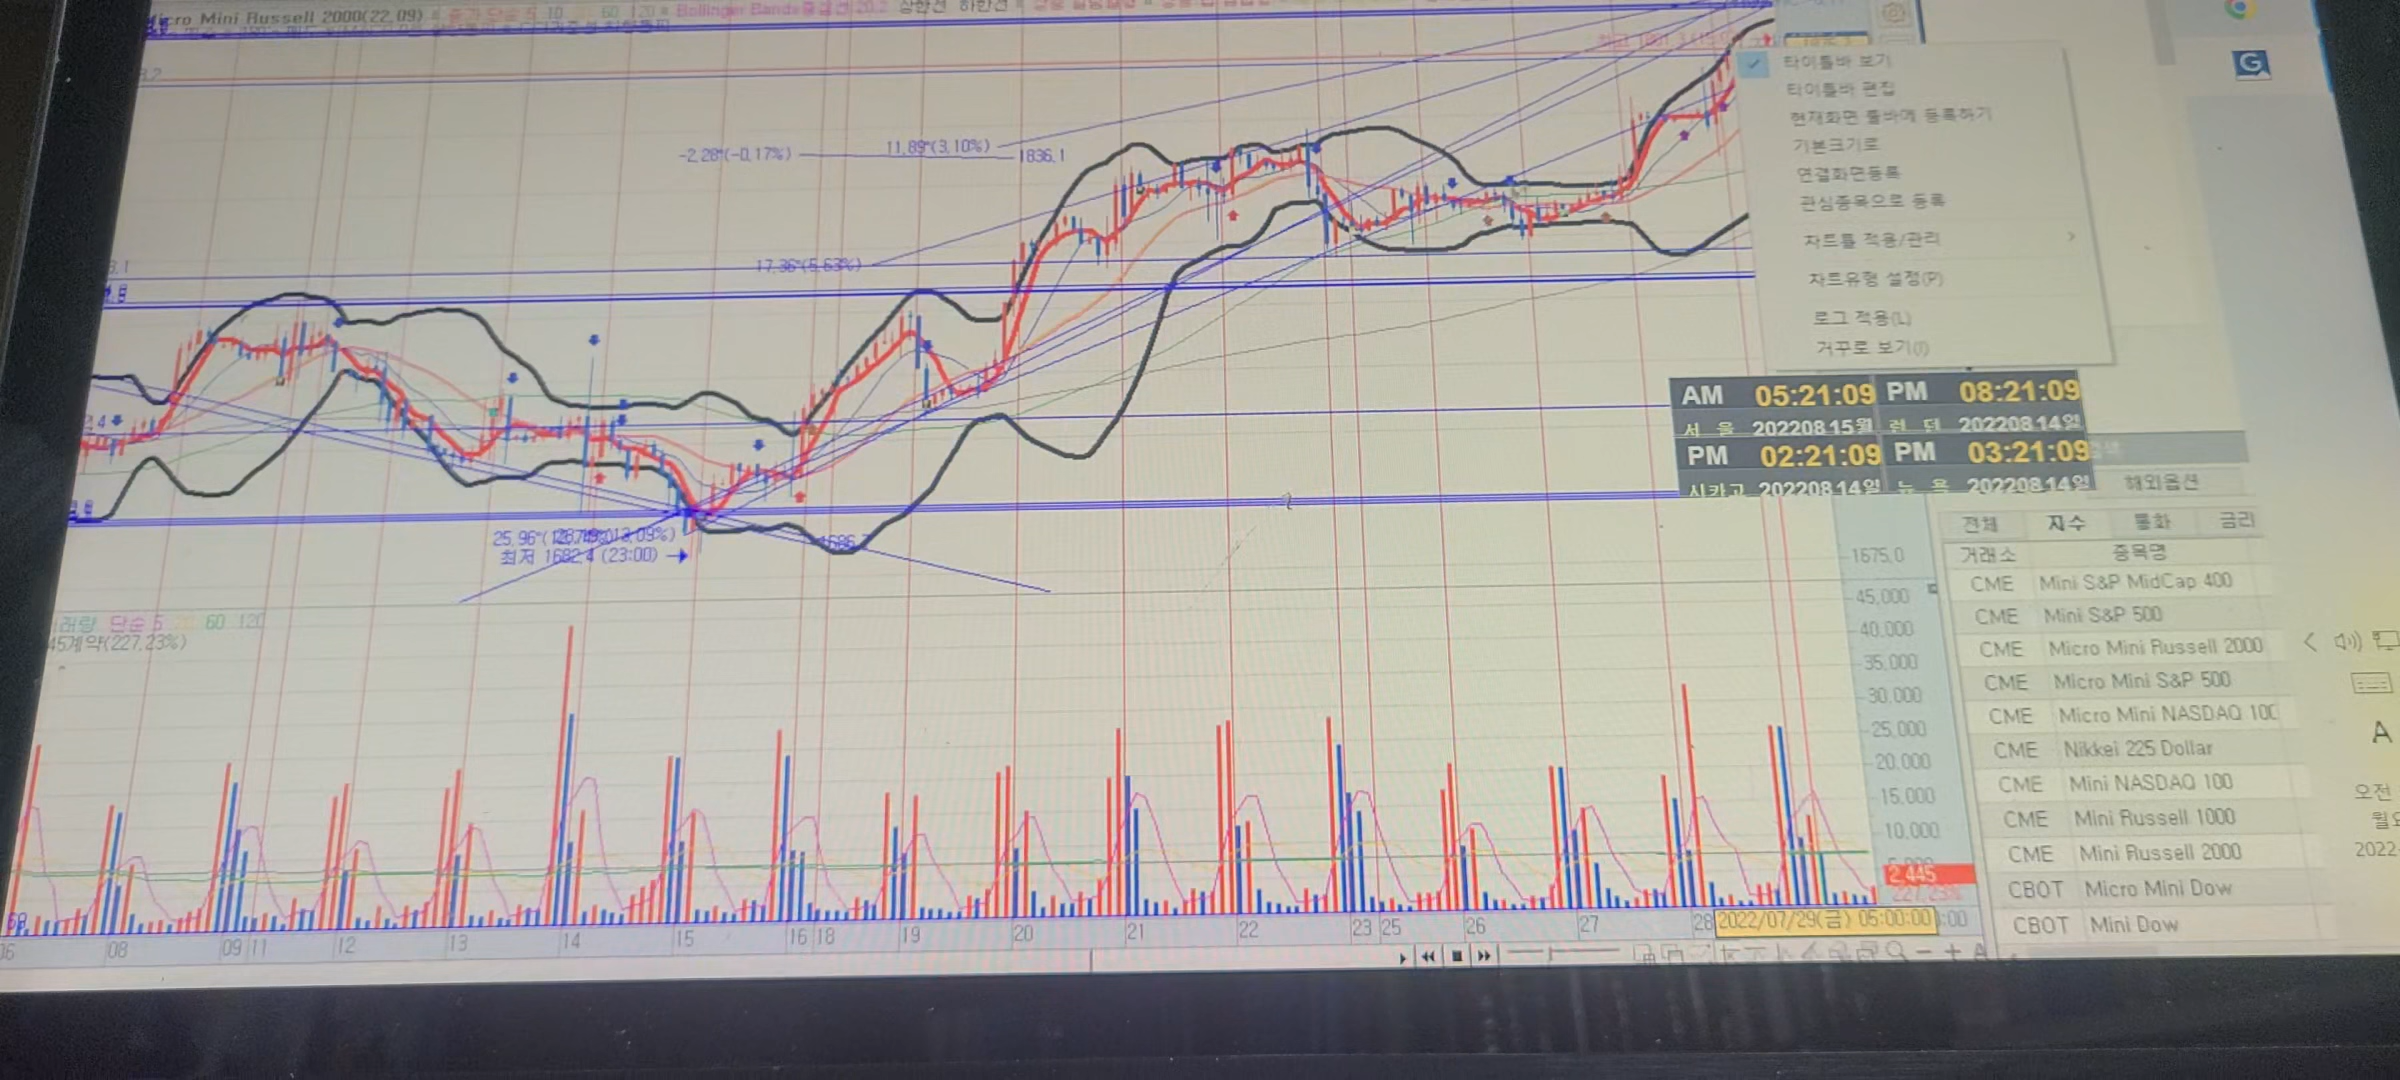 Micro Mini Russell 2000(22.09)
상한선 하한선
타이틀바 보기
타이틀바 편집
현재화면 툴바에 등록하기
기본크기로
연결화면등록
관심종목으로 등록
차트틀 적용/관리
차트유형 설정(P)
로그 적용(L)
거꾸로 보기(I)
-2.28*(-0.17%)
11.89*(3.10%)
1836.1
17.36*(5.63%)
최저 1682.4 (23:00)
AM 05:21:09 PM 08:21:09
서 울 20220815월 런 던 20220814일
PM 02:21:09 PM 03:21:09
시카고 20220814일 뉴 욕 20220814일
해외옵션
전체 지수 통화 금리
거래소 종목명
CME Mini S&P MidCap 400
CME Mini S&P 500
CME Micro Mini Russell 2000
CME Micro Mini S&P 500
CME Micro Mini NASDAQ 100
CME Nikkei 225 Dollar
CME Mini NASDAQ 100
CME Mini Russell 1000
CME Mini Russell 2000
CBOT Micro Mini Dow
CBOT Mini Dow
1675.0
45,000
40,000
35,000
30,000
25,000
20,000
15,000
10,000
5,000
2,445
단순 5 60 120
45계약(227.23%)
06 08 09 11 12 13 14 15 16 18 19 20 21 22 23 25 26 27 28 2022/07/29(금) 05:00:00
A
오전
2022